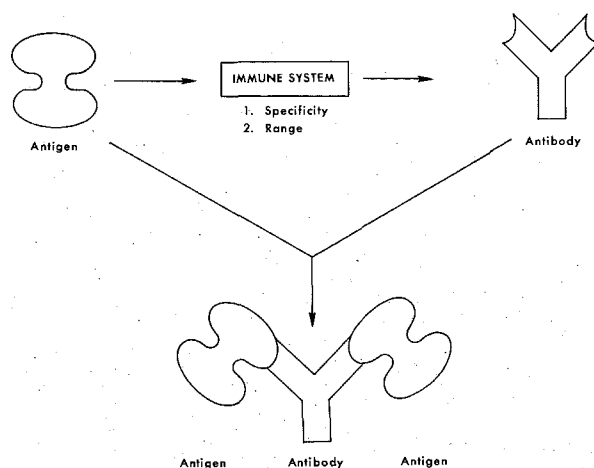 IMMUNE SYSTEM
1. Specificity
2. Range
Antigen
Antibody
Antigen Antibody Antigen